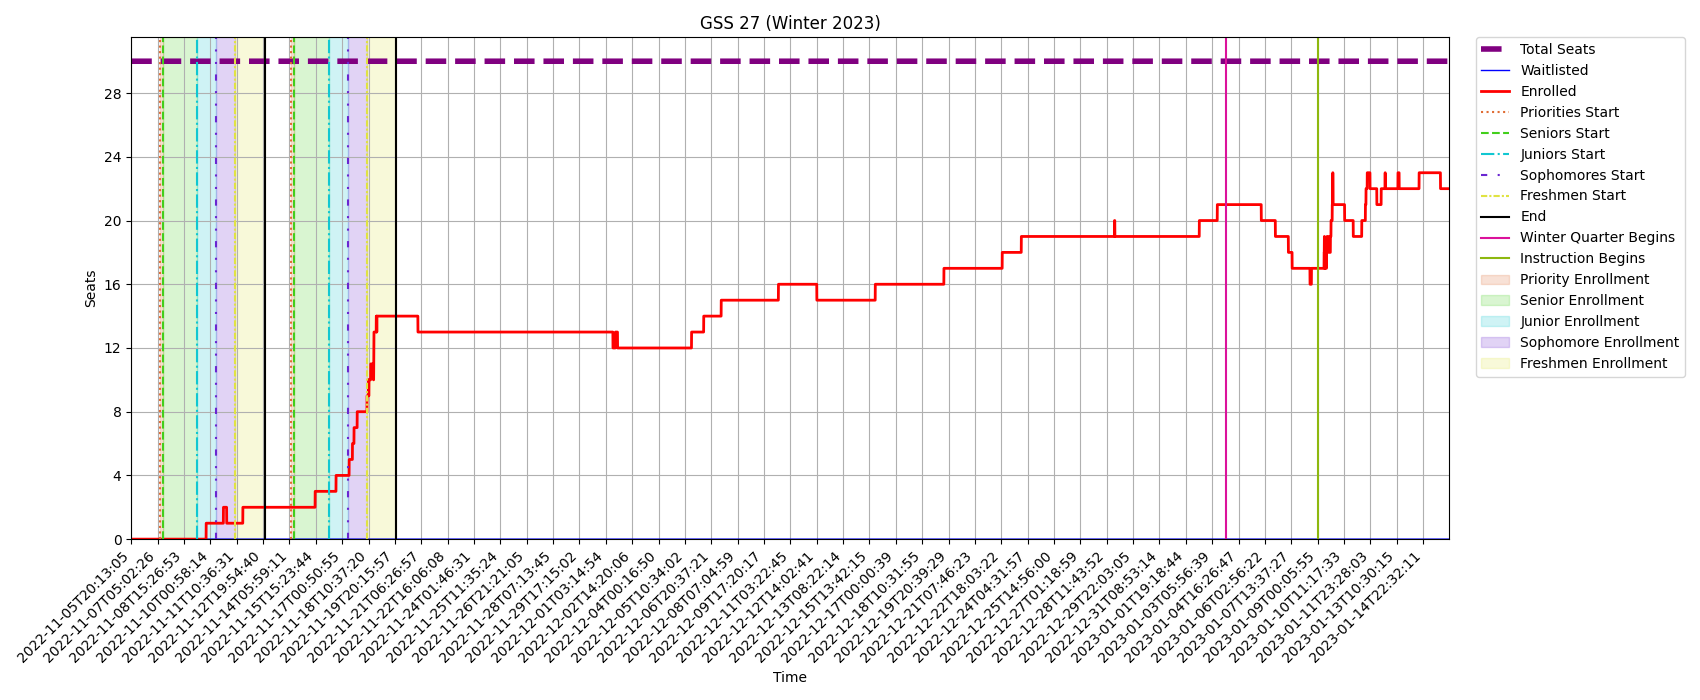 GSS 27 (Winter 2023)
Seats
28
24
20
16
12
8
4
0
2022-11-05T20:13:05
2022-11-07T05:02:26
2022-11-08T15:26:53
2022-11-10T00:58:14
2022-11-11T10:36:31
2022-11-12T19:54:40
2022-11-14T05:59:11
2022-11-15T15:23:44
2022-11-17T00:50:55
2022-11-18T10:37:20
2022-11-19T20:15:57
2022-11-21T06:26:57
2022-11-22T16:06:08
2022-11-24T01:46:31
2022-11-25T11:35:24
2022-11-26T21:21:05
2022-11-28T07:13:45
2022-11-29T17:15:02
2022-12-01T03:14:54
2022-12-02T14:20:06
2022-12-04T00:16:50
2022-12-05T10:34:02
2022-12-06T20:37:21
2022-12-08T07:04:59
2022-12-09T17:20:17
2022-12-11T03:22:45
2022-12-12T14:02:41
2022-12-13T08:22:14
2022-12-15T13:42:15
2022-12-17T00:00:39
2022-12-18T10:31:55
2022-12-19T20:39:29
2022-12-21T07:46:23
2022-12-22T18:03:22
2022-12-24T04:31:57
2022-12-25T14:56:00
2022-12-27T01:18:59
2022-12-28T11:43:52
2022-12-29T22:03:05
2022-12-31T08:53:14
2023-01-01T19:18:44
2023-01-03T05:56:39
2023-01-04T16:26:47
2023-01-06T02:56:22
2023-01-07T13:37:27
2023-01-09T00:05:55
2023-01-10T11:17:33
2023-01-11T23:28:03
2023-01-13T10:30:15
2023-01-14T22:32:11
Time
Total Seats
Waitlisted
Enrolled
Priorities Start
Seniors Start
Juniors Start
Sophomores Start
Freshmen Start
End
Winter Quarter Begins
Instruction Begins
Priority Enrollment
Senior Enrollment
Junior Enrollment
Sophomore Enrollment
Freshmen Enrollment